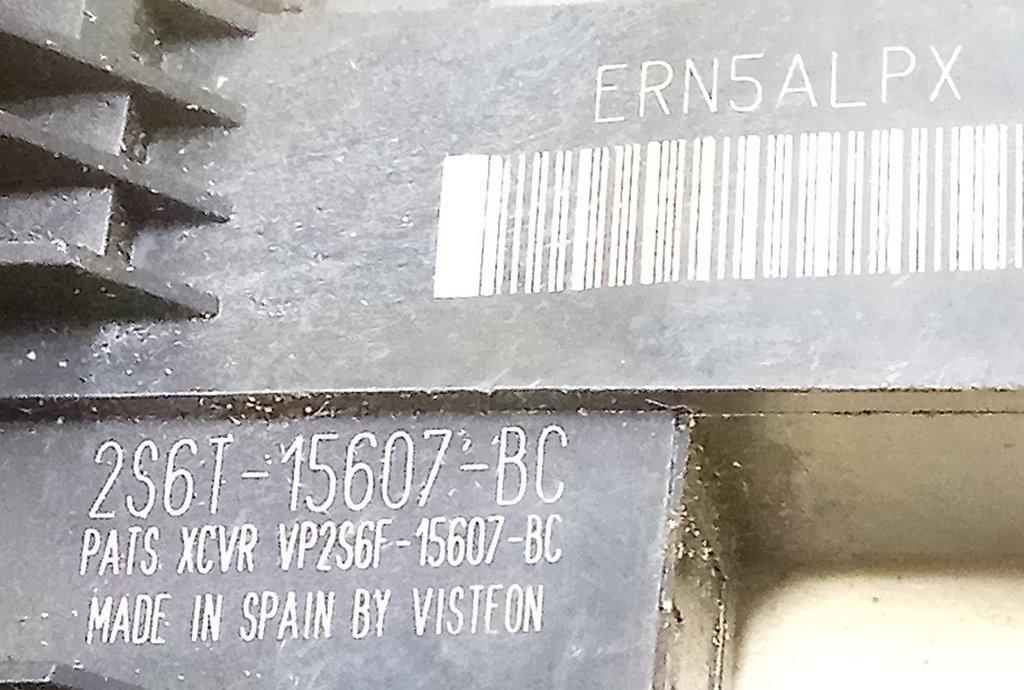 ERN5ALPX
2S6T-15607-BC
PATS XCVR VP2S6F-15607-BC
MADE IN SPAIN BY VISTEON